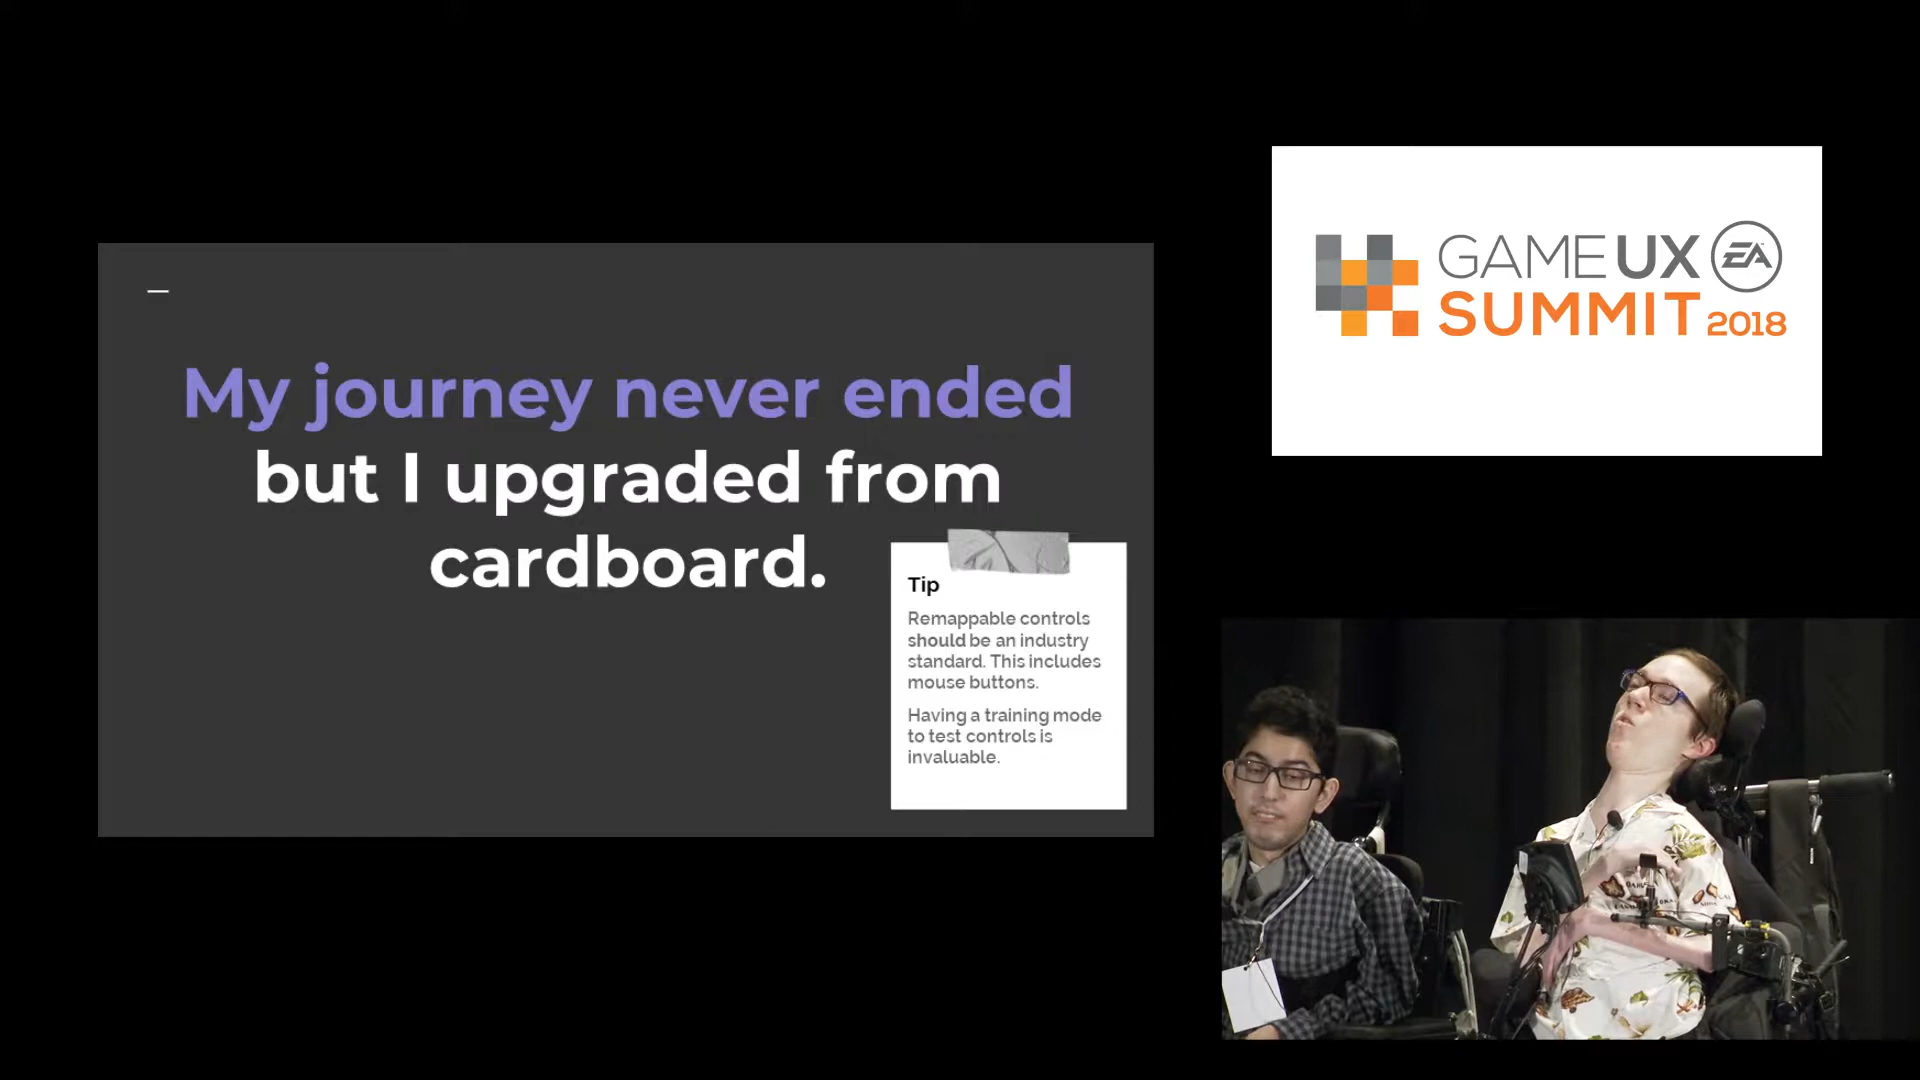 My journey never ended
but I upgraded from
cardboard.
Tip
Remappable controls
should be an industry
standard. This includes
mouse buttons.
Having a training mode
to test controls is
invaluable.
GAME UX EA
SUMMIT 2018